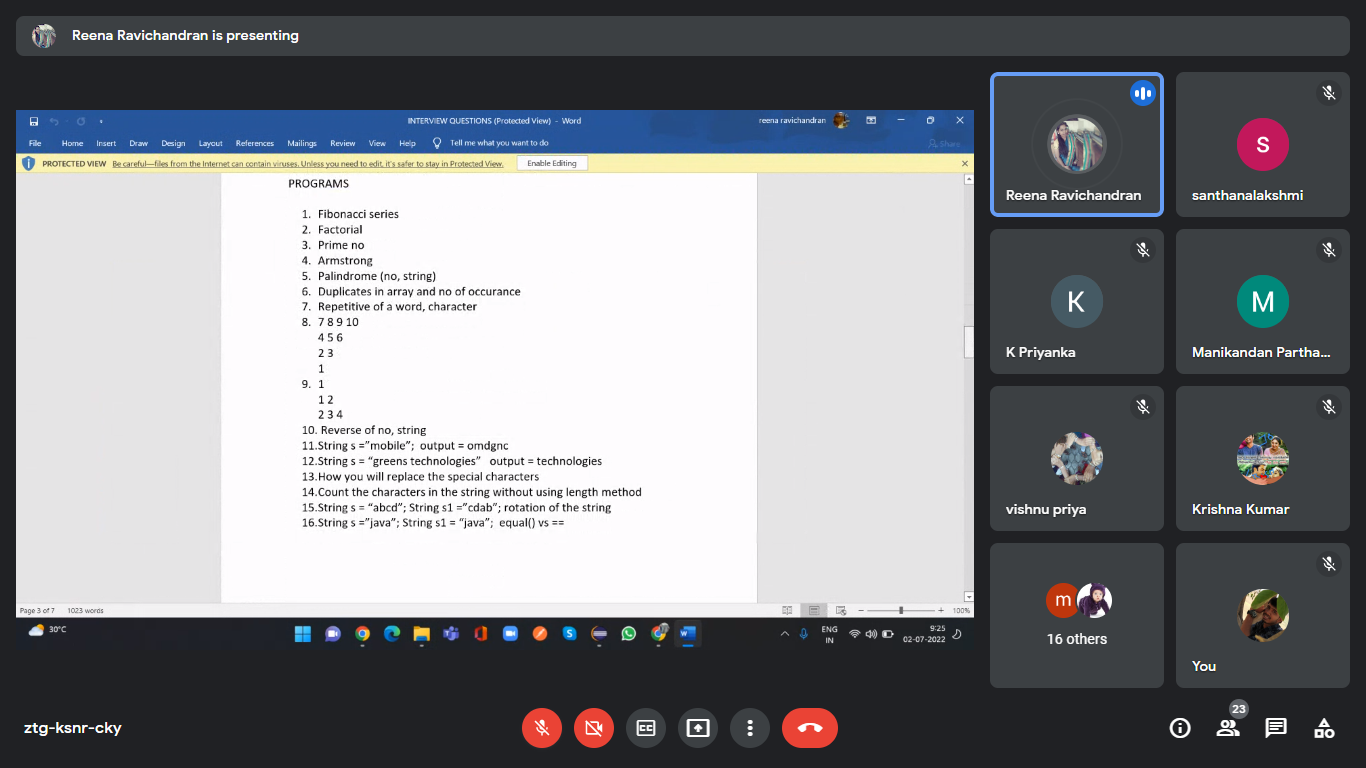 Reena Ravichandran is presenting
INTERVIEW QUESTIONS (Protected View) - Word
reena ravichandran
File Home Insert Draw Design Layout References Mailings Review View Help Tell me what you want to do Share
PROTECTED VIEW Be careful—files from the Internet can contain viruses. Unless you need to edit, it's safer to stay in Protected View. Enable Editing
PROGRAMS
1. Fibonacci series
2. Factorial
3. Prime no
4. Armstrong
5. Palindrome (no, string)
6. Duplicates in array and no of occurance
7. Repetitive of a word, character
8. 7 8 9 10
4 5 6
2 3
1
9. 1
1 2
2 3 4
10. Reverse of no, string
11.String s =”mobile”; output = omdgnc
12.String s = “greens technologies” output = technologies
13.How you will replace the special characters
14.Count the characters in the string without using length method
15.String s = “abcd”; String s1 =”cdab”; rotation of the string
16.String s =”java”; String s1 = “java”; equal() vs ==
Page 3 of 7 1023 words
100%
30°C
ENG
IN
9:25
02-07-2022
Reena Ravichandran
S
santhanalakshmi
K
K Priyanka
M
Manikandan Partha...
vishnu priya
Krishna Kumar
m
16 others
You
ztg-ksnr-cky
CC
23